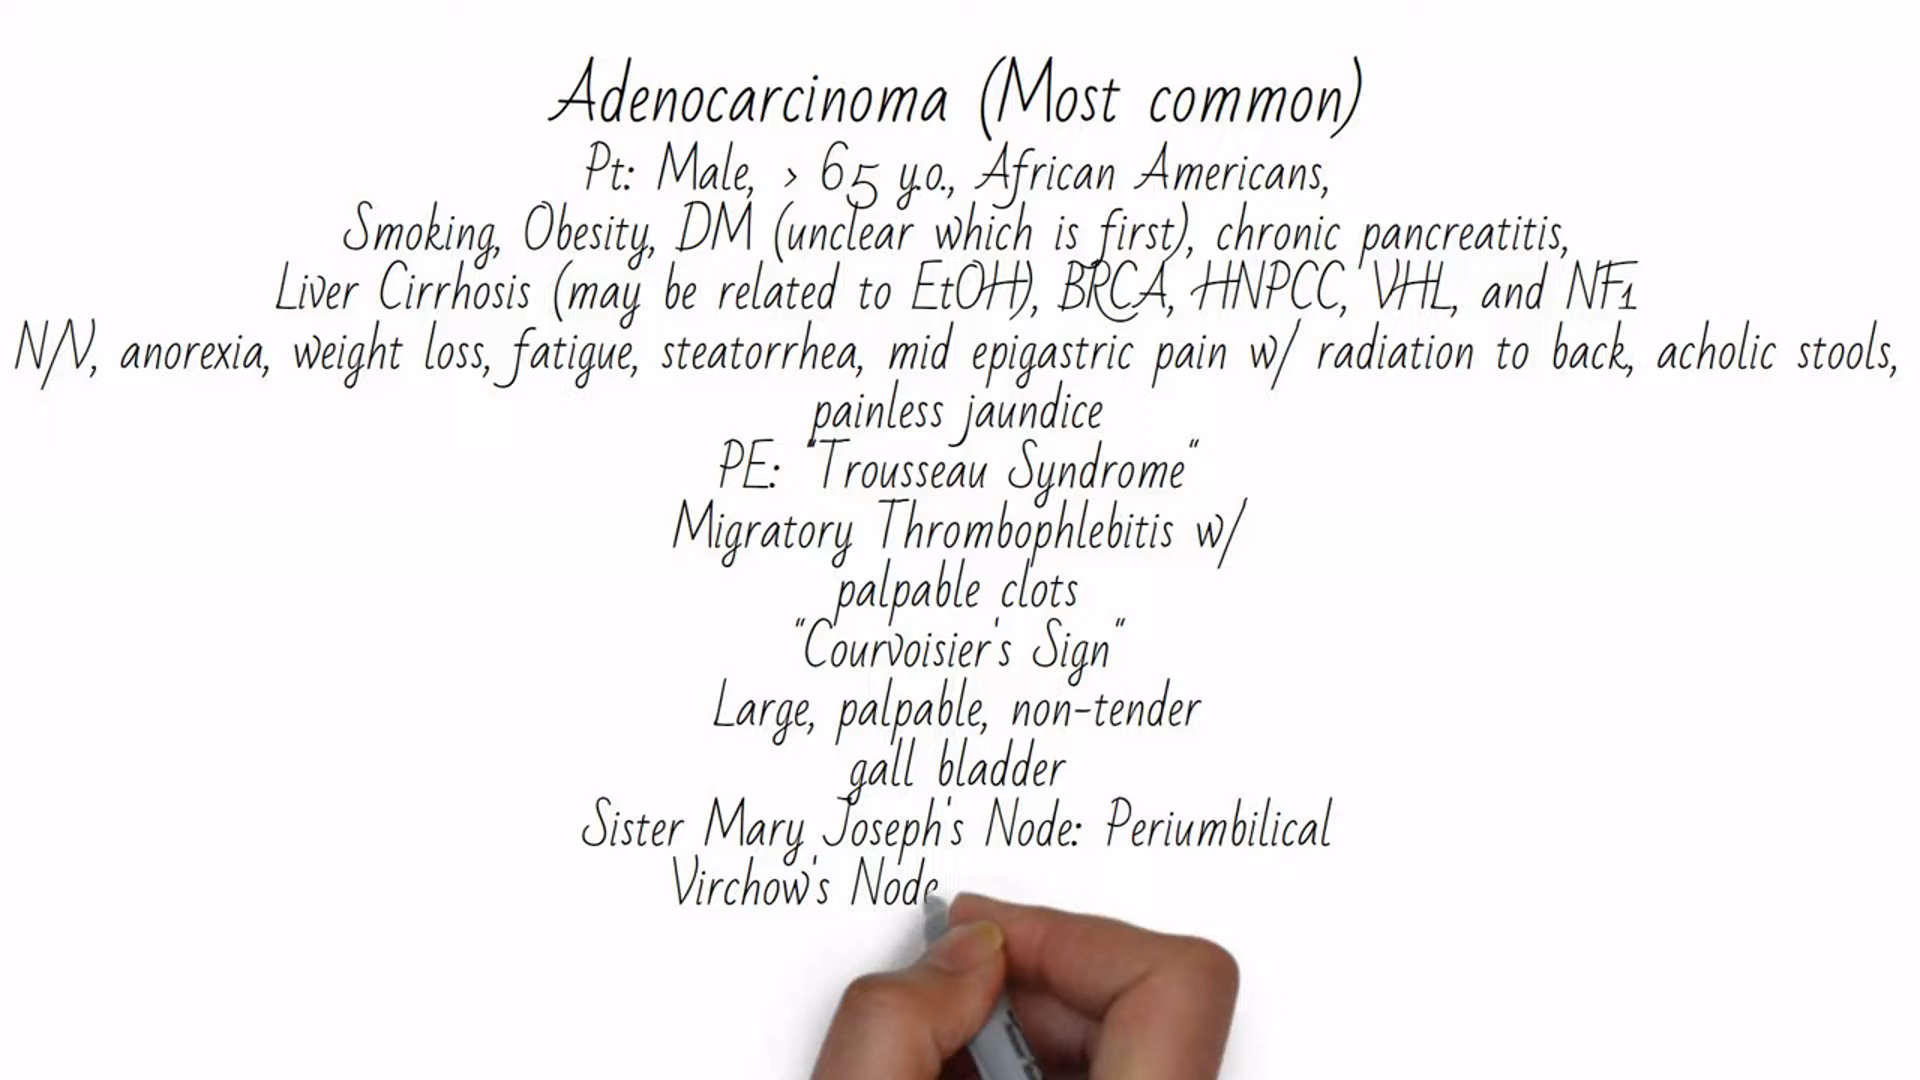 Adenocarcinoma (Most common)
Pt: Male, > 65 y.o., African Americans,
Smoking, Obesity, DM (unclear which is first), chronic pancreatitis,
Liver Cirrhosis (may be related to EtOH), BRCA, HNPCC, VHL, and NF1
N/V, anorexia, weight loss, fatigue, steatorrhea, mid epigastric pain w/ radiation to back, acholic stools,
painless jaundice
PE: "Trousseau Syndrome"
Migratory Thrombophlebitis w/
palpable clots
"Courvoisier's Sign"
Large, palpable, non-tender
gall bladder
Sister Mary Joseph's Node: Periumbilical
Virchow's Node